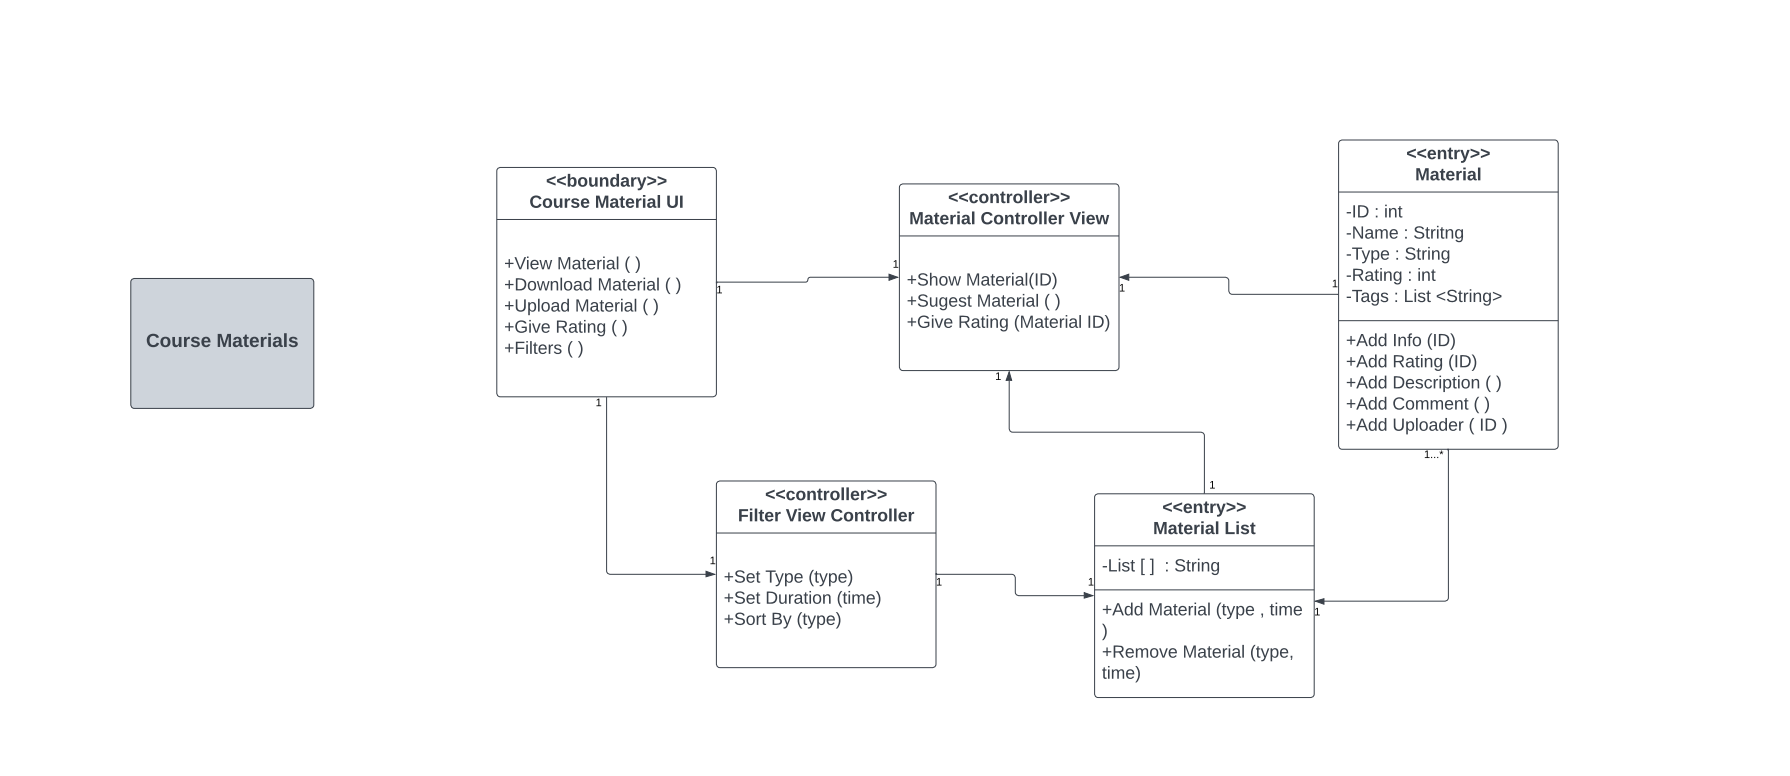 Course Materials
<<boundary>>
Course Material UI
+View Material ( )
+Download Material ( )
+Upload Material ( )
+Give Rating ( )
+Filters ( )
1
1
1
<<controller>>
Material Controller View
+Show Material(ID)
+Sugest Material ( )
+Give Rating (Material ID)
1
1
1
<<entry>>
Material
-ID : int
-Name : Stritng
-Type : String
-Rating : int
-Tags : List <String>
+Add Info (ID)
+Add Rating (ID)
+Add Description ( )
+Add Comment ( )
+Add Uploader ( ID )
1...*
1
<<controller>>
Filter View Controller
+Set Type (type)
+Set Duration (time)
+Sort By (type)
1
1
1
<<entry>>
Material List
-List [ ]  : String
+Add Material (type , time
)
+Remove Material (type,
time)
1